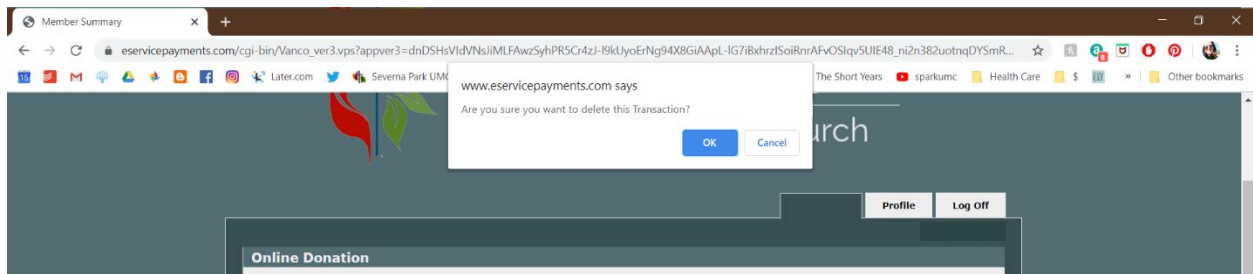 Member Summary
eservicepayments.com/cgi-bin/Vanco_ver3.vps?appver3=dnDSHsVIdVNsJiMLFAwzSyhPR5Cr4zJ-I9kUyoErNg94X8GiAApL-IG7iBxhrzlSoiRnrAFvOSIqv5UIE48_ni2n382uotnqDYSmR...
Later.com Severna Park UMC The Short Years sparkumc Health Care $ » Other bookmarks
www.eservicepayments.com says
Are you sure you want to delete this Transaction?
OK Cancel
urch
Profile Log Off
Online Donation